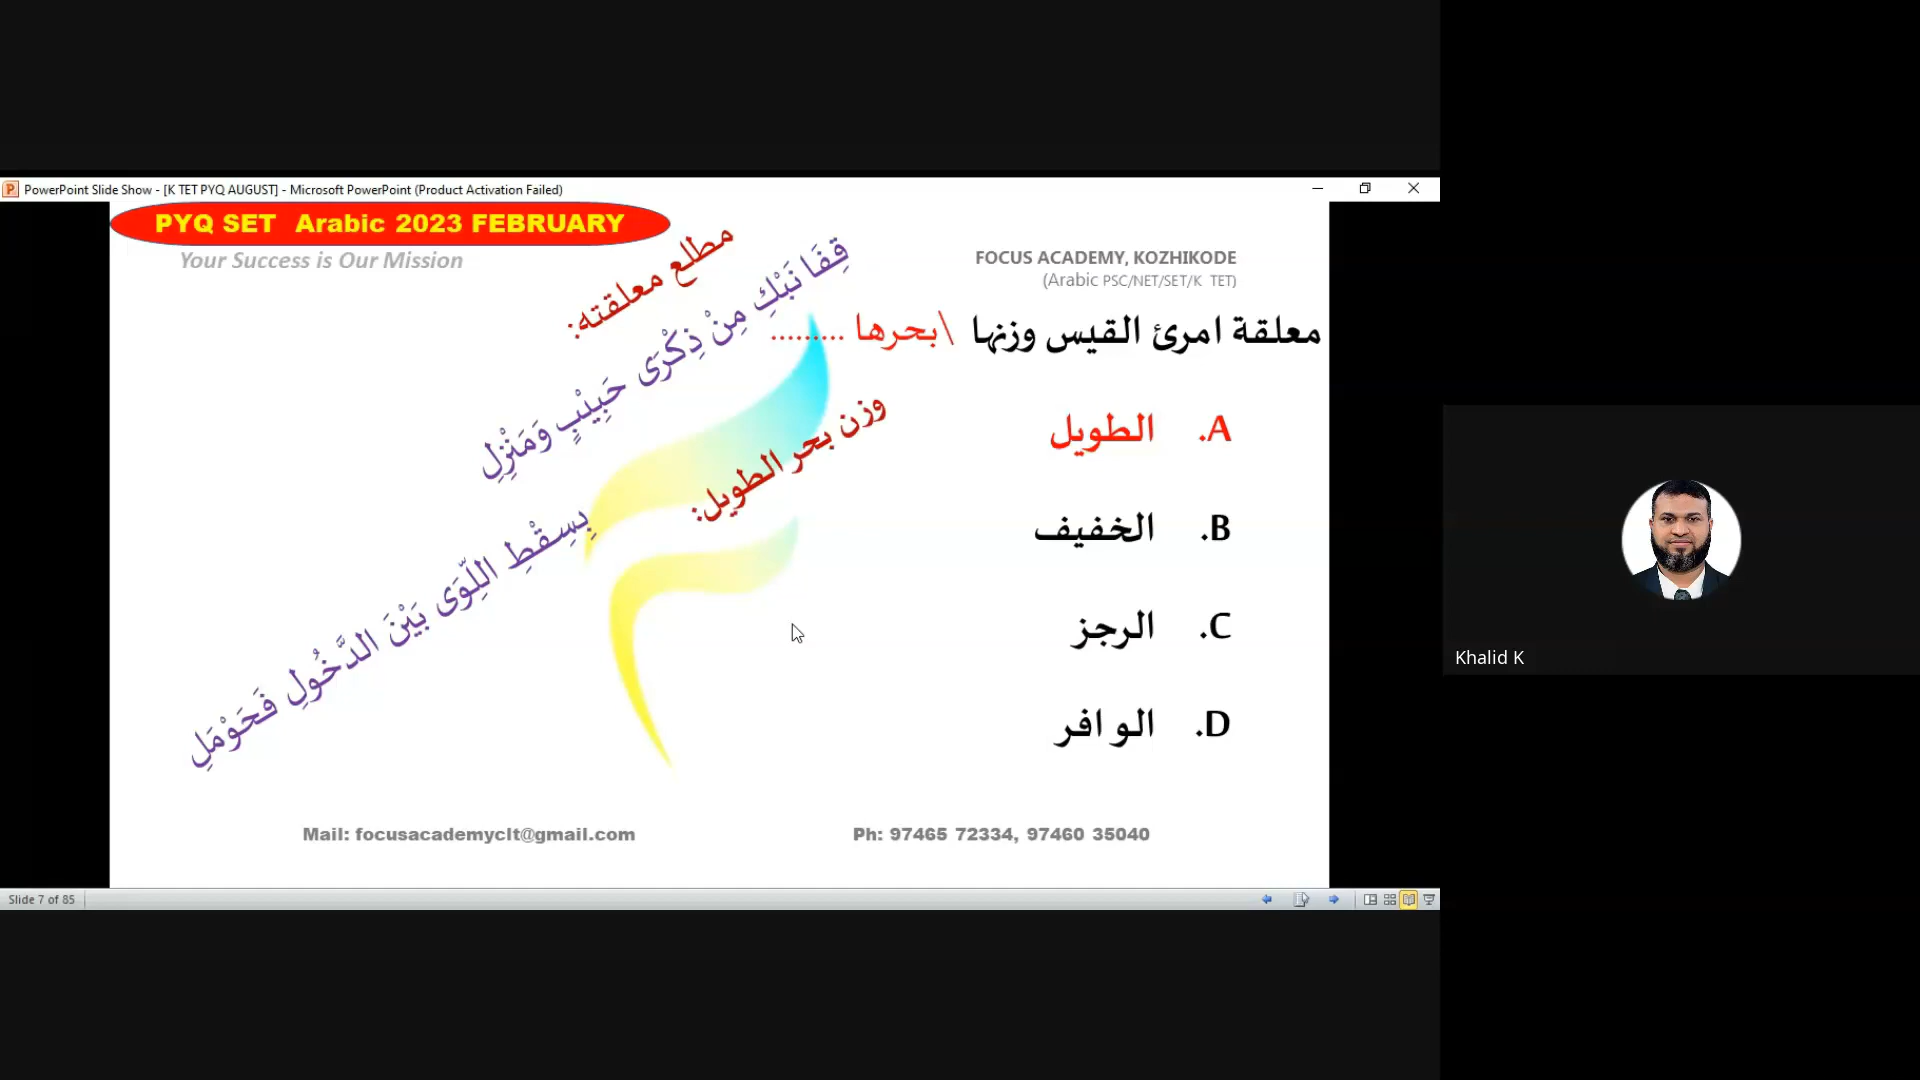 PowerPoint Slide Show - [K TET PYQ AUGUST] - Microsoft PowerPoint (Product Activation Failed)
PYQ SET Arabic 2023 FEBRUARY
Your Success is Our Mission
FOCUS ACADEMY, KOZHIKODE
(Arabic PSC/NET/SET/K TET)
معلقة امرئ القيس وزنها \بحرها .........
A. الطويل
B. الخفيف
C. الرجز
D. الوافر
مطلع معلقته:
قِفَا نَبْكِ مِنْ ذِكْرَى حَبِيْبٍ وَمَنْزِلِ
بِسِقْطِ اللِّوَى بَيْنَ الدَّخُولِ فَحَوْمَلِ
وزن بحر الطويل:
Mail: focusacademyclt@gmail.com
Ph: 97465 72334, 97460 35040
Slide 7 of 85
Khalid K